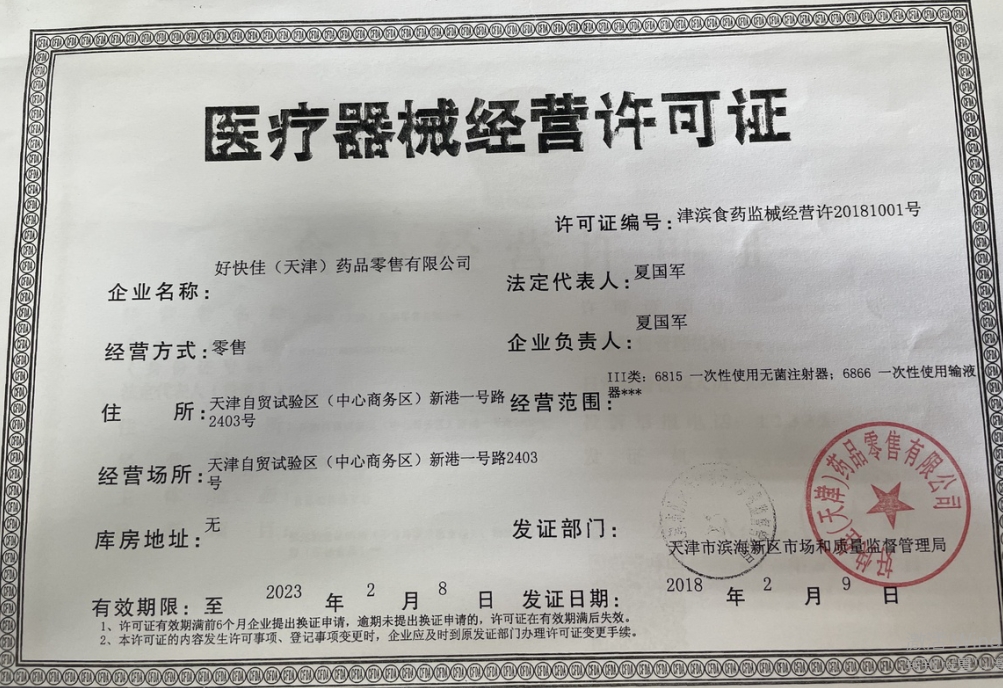 医疗器械经营许可证
许可证编号：津滨食药监械经营许20181001号
企业名称：好快佳（天津）药品零售有限公司
法定代表人：夏国军
经营方式：零售
企业负责人：夏国军
住 所：天津自贸试验区（中心商务区）新港一号路
2403号
经营范围：III类：6815 一次性使用无菌注射器；6866 一次性使用输液
器***
经营场所：天津自贸试验区（中心商务区）新港一号路2403
号
库房地址：无
发证部门：天津市滨海新区市场和质量监督管理局
好快佳（天津）药品零售有限公司
有效期限：至 2023 年 2 月 8 日
发证日期：2018 年 2 月 9 日
1、许可证有效期满前6个月企业提出换证申请，逾期未提出换证申请的，许可证在有效期满后失效。
2、本许可证的内容发生许可事项、登记事项变更时，企业应及时到原发证部门办理许可证变更手续。